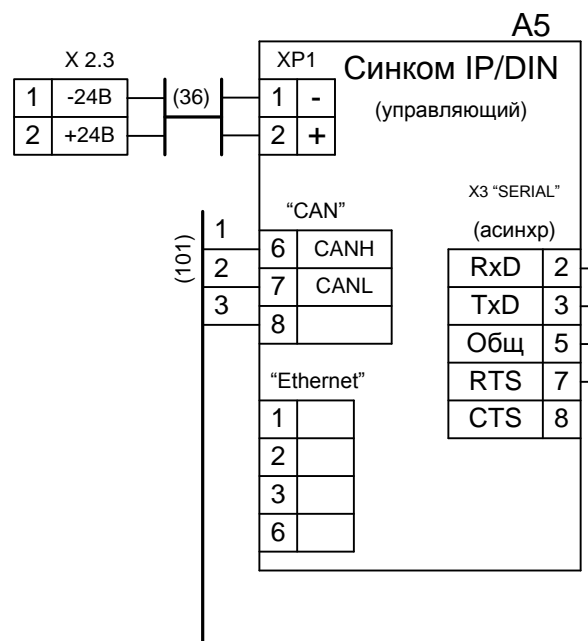 A5
X 2.3
XP1
Синком IP/DIN
1 -24В (36) 1 -
(управляющий)
2 +24В 2 +
X3 “SERIAL”
“CAN”
(асинхр)
(101)
1 6 CANH
2 7 CANL
3 8
RxD 2
TxD 3
Общ 5
RTS 7
CTS 8
“Ethernet”
1
2
3
6